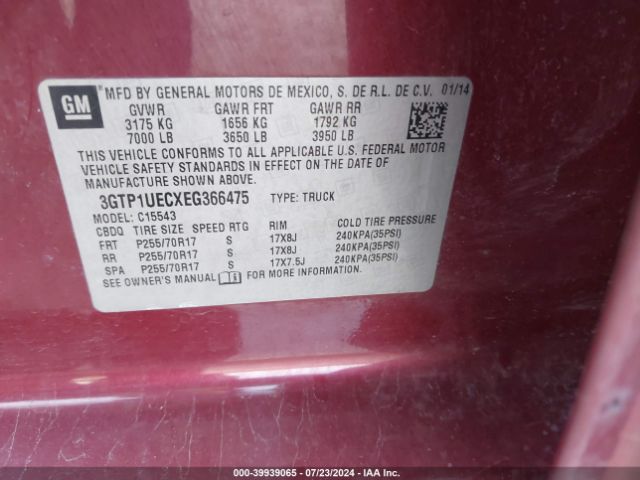 GM
MFD BY GENERAL MOTORS DE MEXICO, S. DE R.L. DE C.V. 01/14
GVWR GAWR FRT GAWR RR
3175 KG 1656 KG 1792 KG
7000 LB 3650 LB 3950 LB
THIS VEHICLE CONFORMS TO ALL APPLICABLE U.S. FEDERAL MOTOR
VEHICLE SAFETY STANDARDS IN EFFECT ON THE DATE OF
MANUFACTURE SHOWN ABOVE.
3GTP1UECXEG366475 TYPE: TRUCK
MODEL: C15543
CBDQ TIRE SIZE SPEED RTG RIM COLD TIRE PRESSURE
FRT P255/70R17 S 17X8J 240KPA(35PSI)
RR P255/70R17 S 17X8J 240KPA(35PSI)
SPA P255/70R17 S 17X7.5J 240KPA(35PSI)
SEE OWNER'S MANUAL FOR MORE INFORMATION.
000-39939065 - 07/23/2024 - IAA Inc.